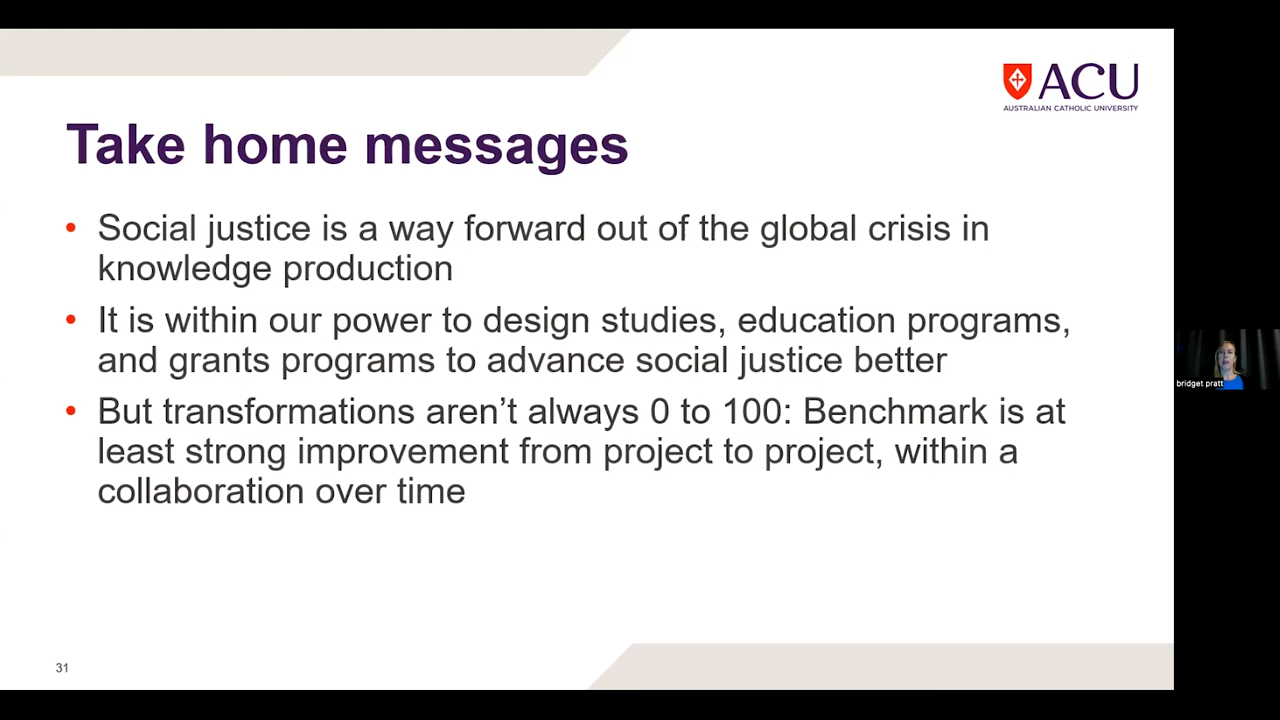 ACU
AUSTRALIAN CATHOLIC UNIVERSITY
Take home messages
• Social justice is a way forward out of the global crisis in
knowledge production
• It is within our power to design studies, education programs,
and grants programs to advance social justice better
• But transformations aren’t always 0 to 100: Benchmark is at
least strong improvement from project to project, within a
collaboration over time
bridget pratt
31